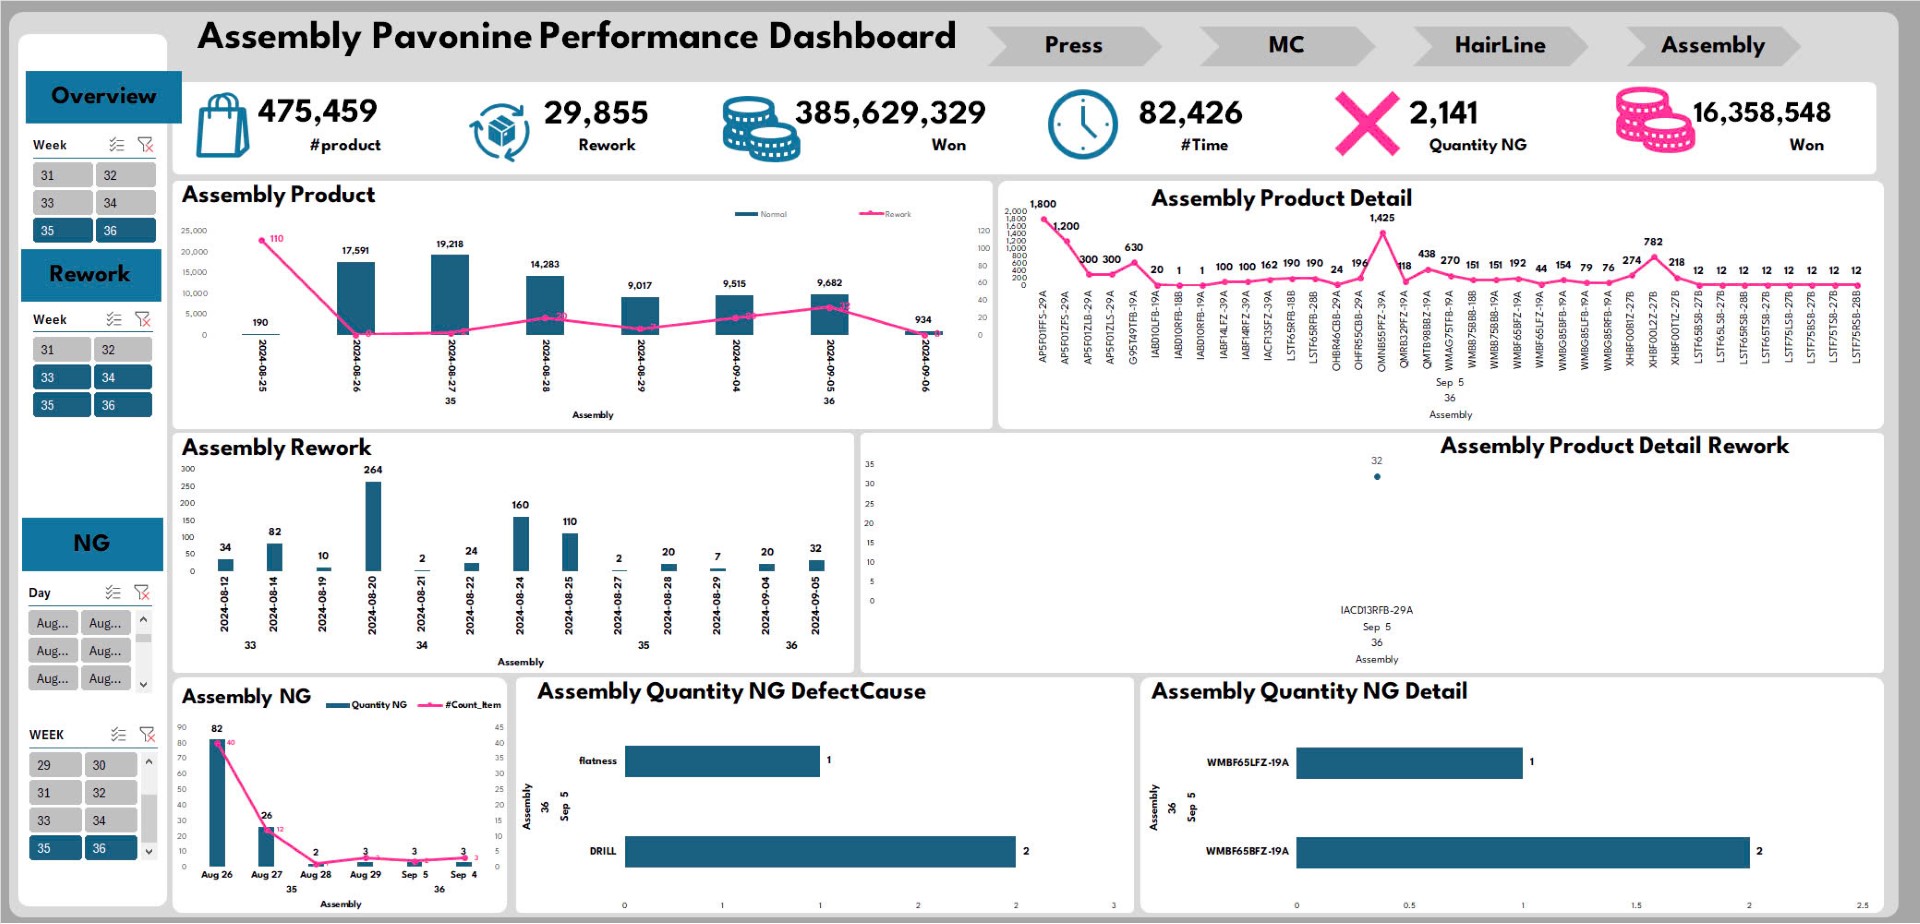 Assembly Pavonine Performance Dashboard
Press
MC
HairLine
Assembly
Overview
475,459
#product
29,855
Rework
385,629,329
Won
82,426
#Time
2,141
Quantity NG
16,358,548
Won
Week
31 32
33 34
35 36
Rework
Week
31 32
33 34
35 36
NG
Day
Aug... Aug...
Aug... Aug...
Aug... Aug...
WEEK
29 30
31 32
33 34
35 36
Assembly Product
Normal
Rework
25,000
20,000
15,000
10,000
5,000
0
120
100
80
60
40
20
0
190
17,591
19,218
14,283
9,017
9,515
9,682
934
110
2024-08-25
2024-08-26
2024-08-27
2024-08-28
2024-08-29
2024-09-04
2024-09-05
2024-09-06
35
36
Assembly
Assembly Product Detail
2,000
1,800
1,600
1,400
1,200
1,000
800
600
400
200
0
1,800
1,200
300
300
630
20
1
1
100
100
162
190
190
24
196
1,425
118
438
270
151
151
192
44
154
79
76
274
782
218
12
12
12
12
12
12
12
12
AP5F01FFS-29A
AP5F01ZFS-29A
AP5F01ZLB-29A
AP5F01ZLS-29A
G95T49TFB-19A
IABD10LFB-19A
IABD10RFB-18B
IABD10RFB-19A
IABF14LFZ-39A
IABF14RFZ-39A
IACF13SFZ-39A
LSTF65RFB-18B
LSTF65RFB-28B
OHBR46CBB-29A
OHFR55CBB-29A
OMNB55PFZ-39A
QMRB32PFZ-19A
QMTB98BBZ-19A
WMAG75TFB-19A
WMBB75BBB-18B
WMBB75BBB-19A
WMBF65BFZ-19A
WMBF65LFZ-19A
WMBG85BFB-19A
WMBG85LFB-19A
WMBG85RFB-19A
XHBF00B1Z-27B
XHBF00L2Z-27B
XHBF00T1Z-27B
LSTF65BSB-27B
LSTF65LSB-27B
LSTF65RSB-28B
LSTF65TSB-27B
LSTF75LSB-27B
LSTF75BSB-27B
LSTF75TSB-27B
LSTF75RSB-28B
Sep 5
36
Assembly
Assembly Rework
300
250
200
150
100
50
0
34
82
10
264
2
24
160
110
2
20
7
20
32
2024-08-12
2024-08-14
2024-08-19
2024-08-20
2024-08-21
2024-08-22
2024-08-24
2024-08-25
2024-08-27
2024-08-28
2024-08-29
2024-09-04
2024-09-05
33
34
35
36
Assembly
Assembly Product Detail Rework
35
30
25
20
15
10
5
0
32
IACD13RFB-29A
Sep 5
36
Assembly
Assembly NG
Quantity NG
#Count_Item
90
80
70
60
50
40
30
20
10
0
45
40
35
30
25
20
15
10
5
0
82
26
2
3
3
3
40
12
3
Aug 26
Aug 27
Aug 28
Aug 29
Sep 5
Sep 4
35
36
Assembly
Assembly Quantity NG DefectCause
Assembly
36
Sep 5
flatness
1
DRILL
2
0
1
1
2
2
3
Assembly Quantity NG Detail
Assembly
36
Sep 5
WMBF65LFZ-19A
1
WMBF65BFZ-19A
2
0
0.5
1
1.5
2
2.5